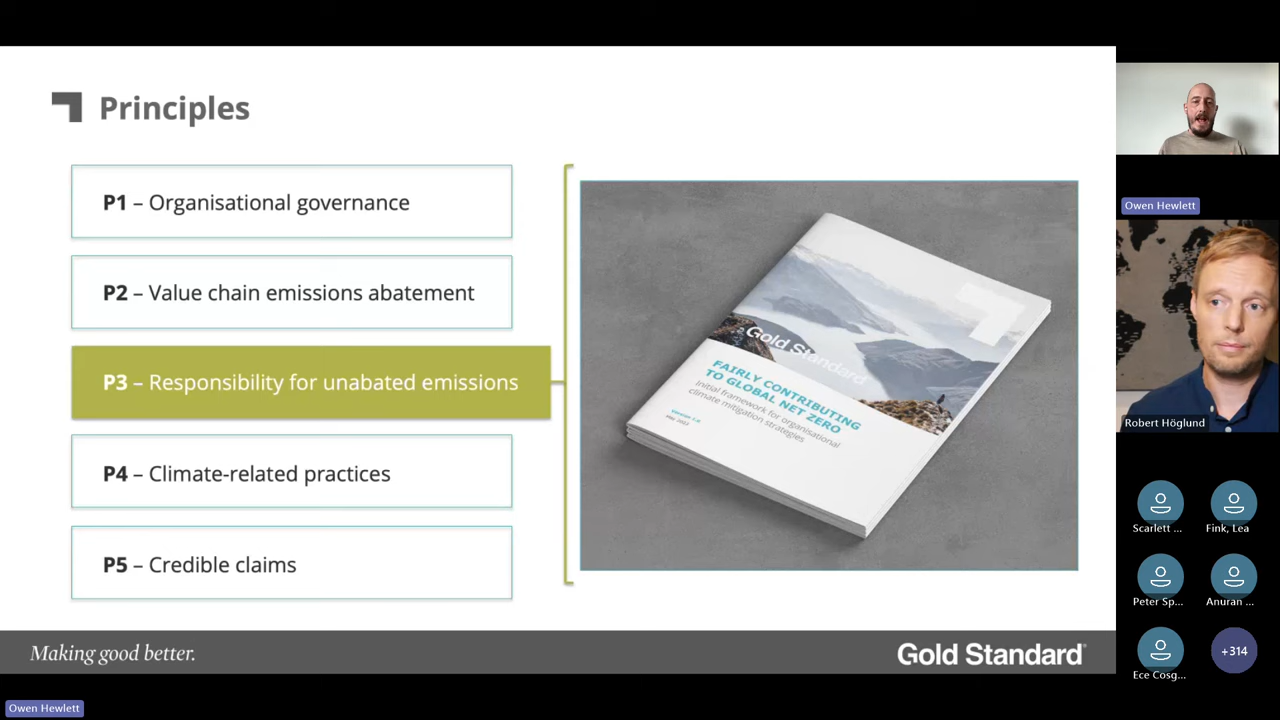 Principles
P1 – Organisational governance
P2 – Value chain emissions abatement
P3 – Responsibility for unabated emissions
P4 – Climate-related practices
P5 – Credible claims
Gold Standard
FAIRLY CONTRIBUTING
TO GLOBAL NET ZERO
Initial framework for organisational
climate mitigation strategies
Making good better.
Gold Standard
Owen Hewlett
Robert Höglund
Scarlett ...
Fink, Lea
Peter Sp...
Anuran ...
Ece Cosg...
+314
Owen Hewlett